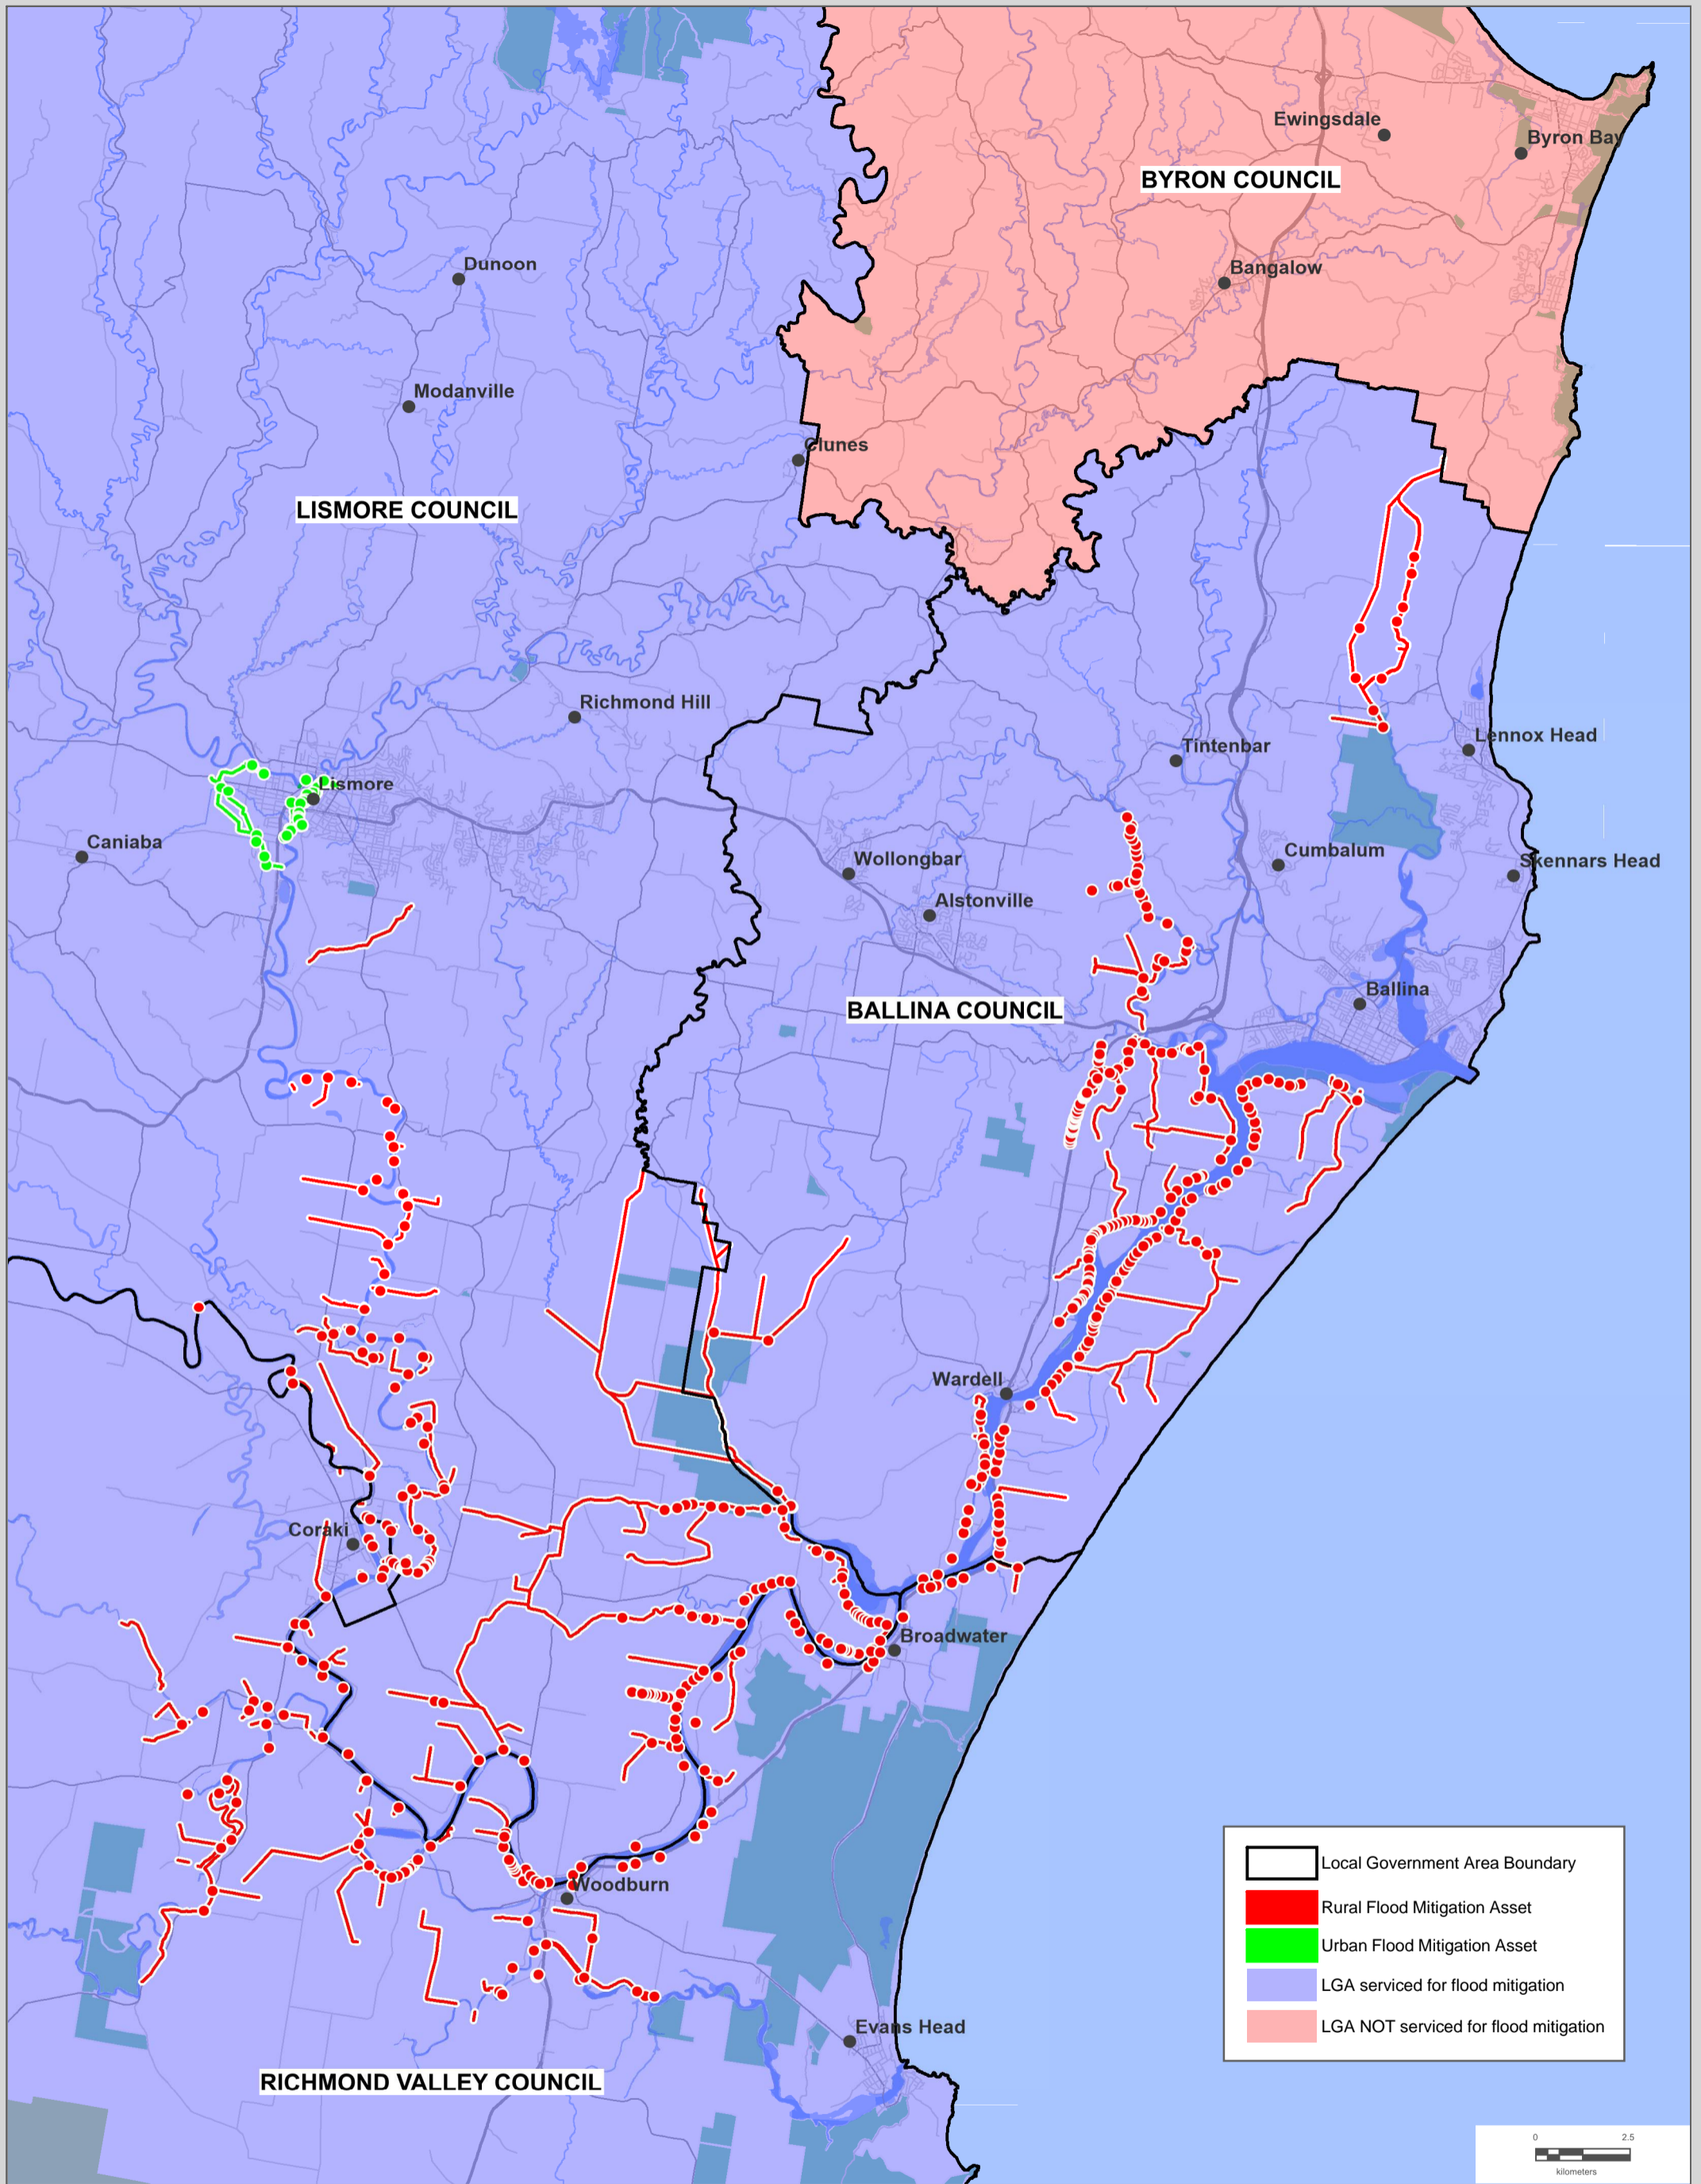 Ewingsdale
Byron Bay
BYRON COUNCIL
Dunoon
Bangalow
Modanville
Clunes
LISMORE COUNCIL
Richmond Hill
Lennox Head
Tintenbar
Lismore
Caniaba
Wollongbar
Cumbalum
Skennars Head
Alstonville
Ballina
BALLINA COUNCIL
Wardell
Coraki
Broadwater
Woodburn
Evans Head
RICHMOND VALLEY COUNCIL
Local Government Area Boundary
Rural Flood Mitigation Asset
Urban Flood Mitigation Asset
LGA serviced for flood mitigation
LGA NOT serviced for flood mitigation
0 2.5
kilometers